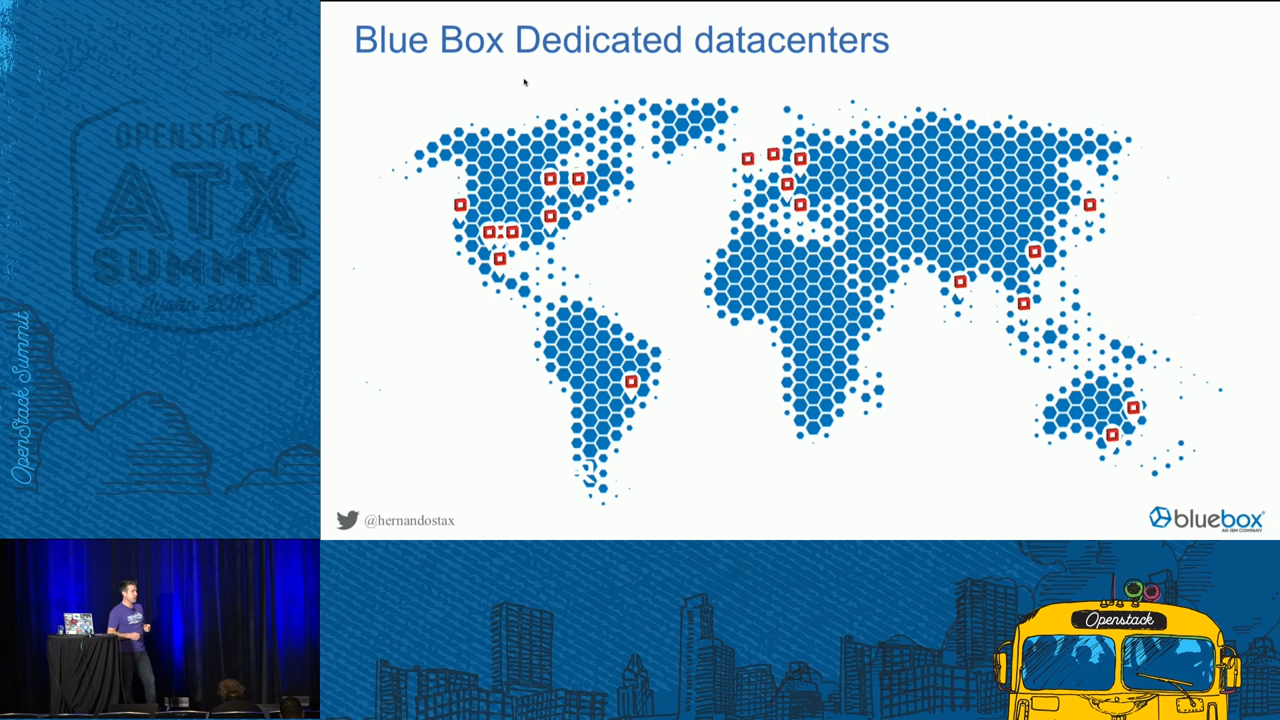 Blue Box Dedicated datacenters
OPENSTACK
ATX
SUMMIT
OpenStack Summit
@hernandostax
bluebox
AN IBM COMPANY
Openstack